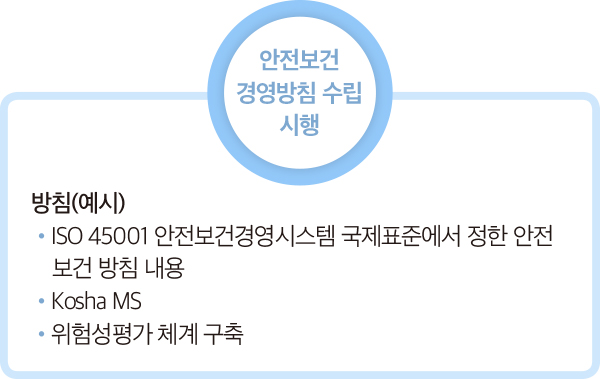 안전보건
경영방침 수립
시행
방침(예시)
• ISO 45001 안전보건경영시스템 국제표준에서 정한 안전
보건 방침 내용
• Kosha MS
• 위험성평가 체계 구축